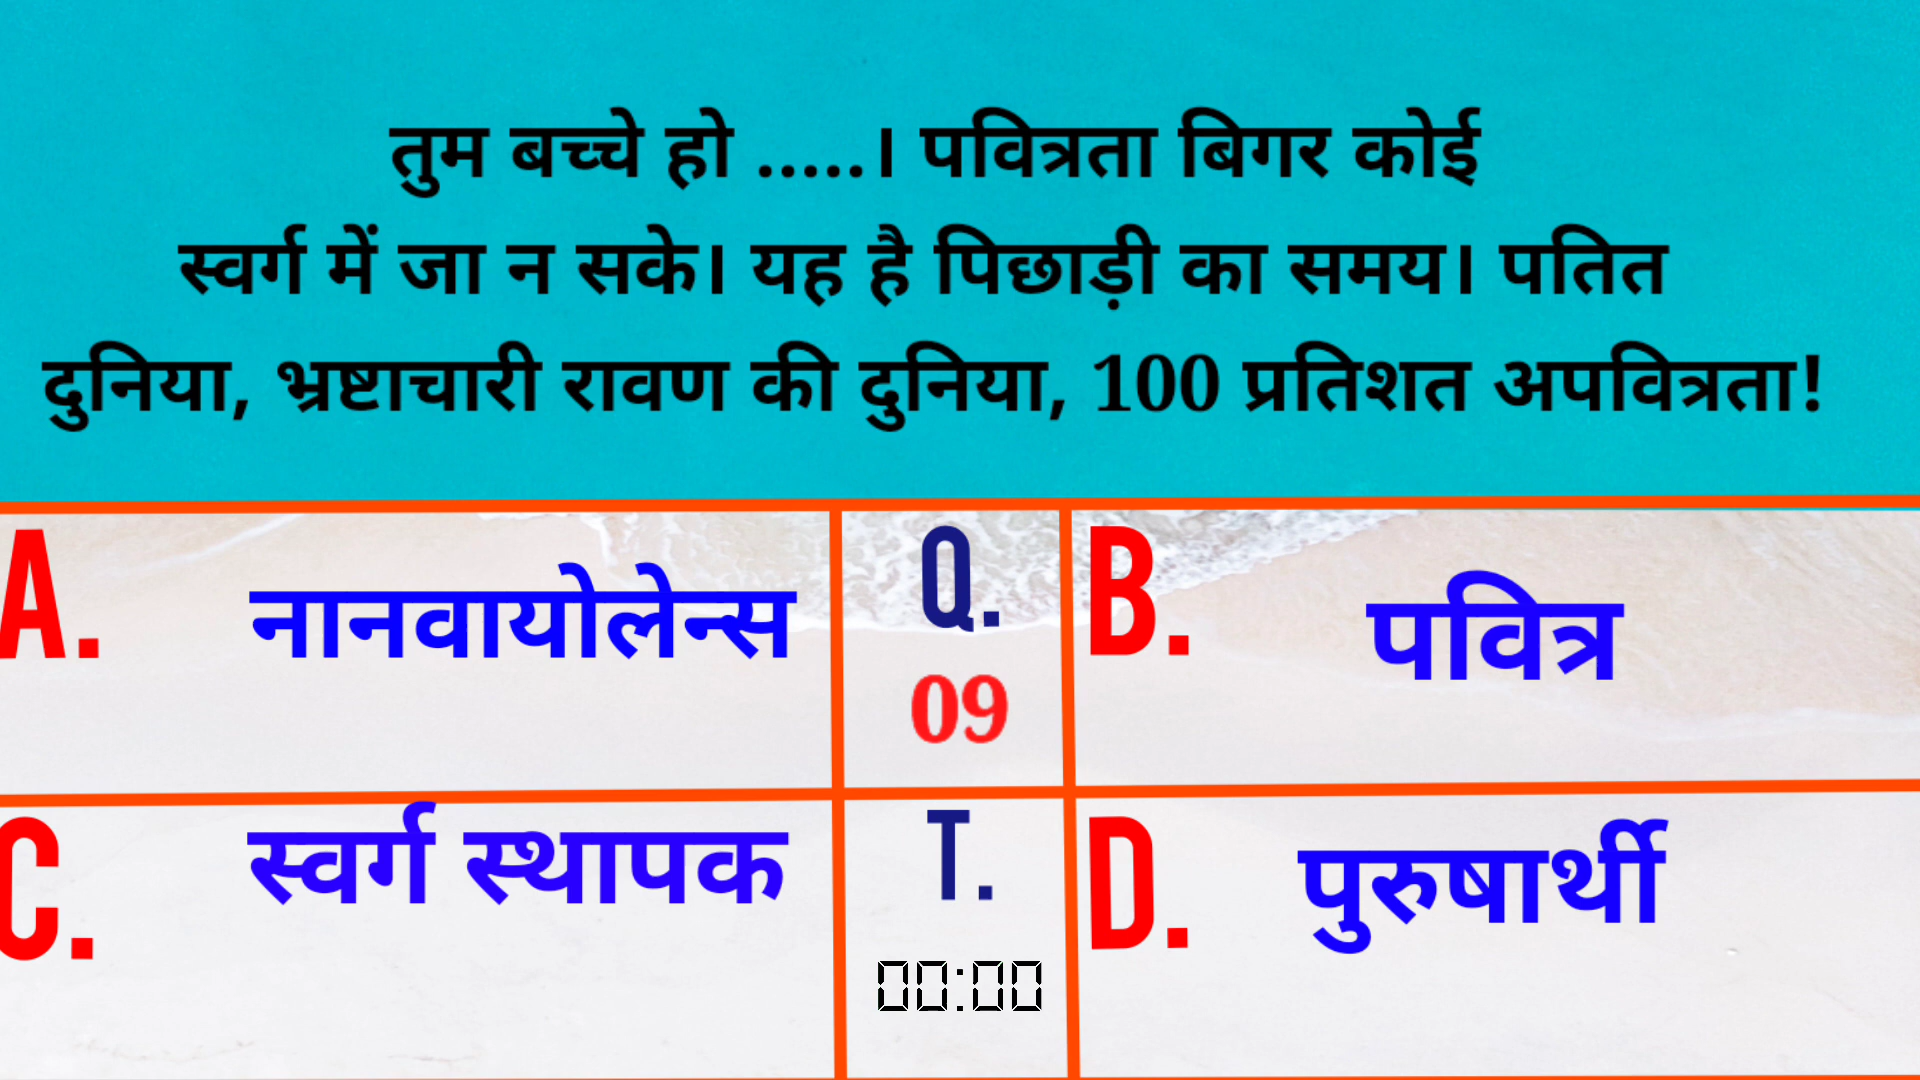 तुम बच्चे हो .....। पवित्रता बिगर कोई
स्वर्ग में जा न सके। यह है पिछाड़ी का समय। पतित
दुनिया, भ्रष्टाचारी रावण की दुनिया, 100 प्रतिशत अपवित्रता!
A. नानवायोलेन्स
Q.
09
B. पवित्र
C. स्वर्ग स्थापक
T.
00:00
D. पुरुषार्थी